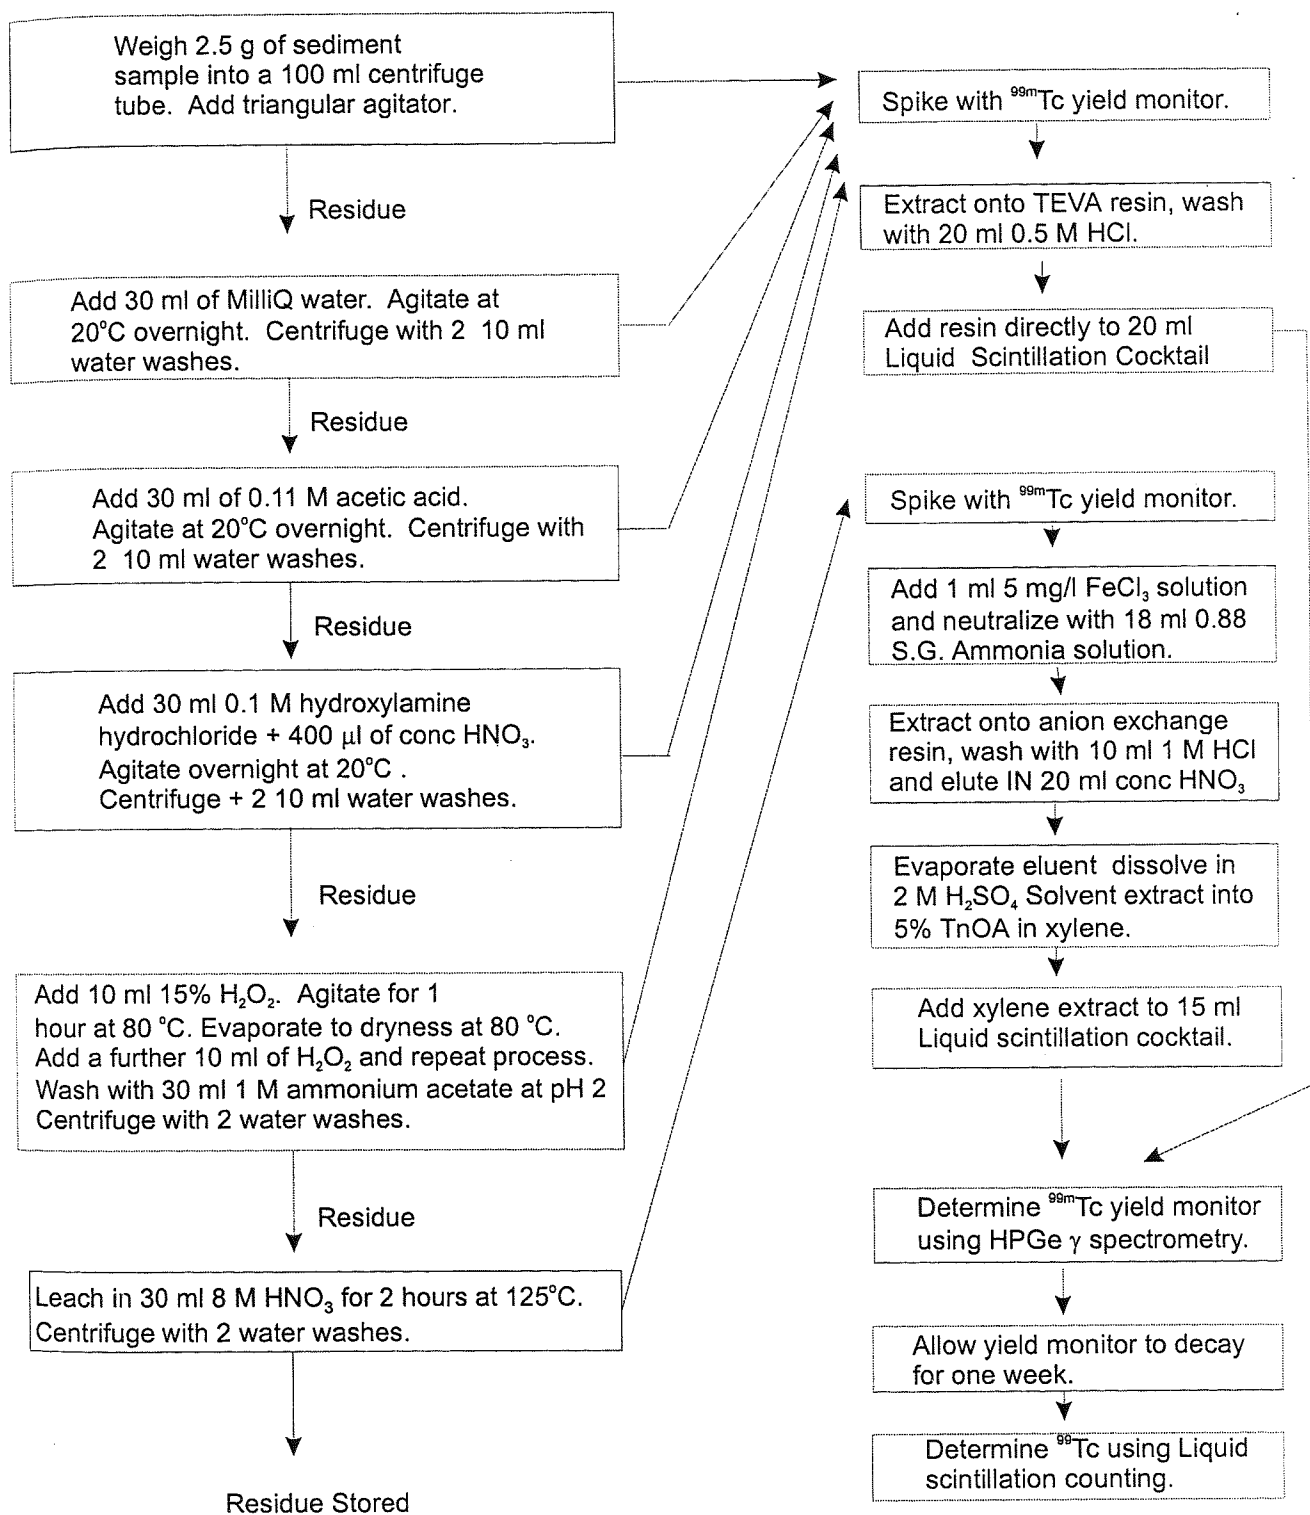 Weigh 2.5 g of sediment
sample into a 100 ml centrifuge
tube. Add triangular agitator.
Residue
Add 30 ml of MilliQ water. Agitate at
20°C overnight. Centrifuge with 2 10 ml
water washes.
Residue
Add 30 ml of 0.11 M acetic acid.
Agitate at 20°C overnight. Centrifuge with
2 10 ml water washes.
Residue
Add 30 ml 0.1 M hydroxylamine
hydrochloride + 400 µl of conc HNO₃.
Agitate overnight at 20°C .
Centrifuge + 2 10 ml water washes.
Residue
Add 10 ml 15% H₂O₂. Agitate for 1
hour at 80 °C. Evaporate to dryness at 80 °C.
Add a further 10 ml of H₂O₂ and repeat process.
Wash with 30 ml 1 M ammonium acetate at pH 2
Centrifuge with 2 water washes.
Residue
Leach in 30 ml 8 M HNO₃ for 2 hours at 125°C.
Centrifuge with 2 water washes.
Residue Stored
Spike with ⁹⁹ᵐTc yield monitor.
Extract onto TEVA resin, wash
with 20 ml 0.5 M HCl.
Add resin directly to 20 ml
Liquid Scintillation Cocktail
Spike with ⁹⁹ᵐTc yield monitor.
Add 1 ml 5 mg/l FeCl₃ solution
and neutralize with 18 ml 0.88
S.G. Ammonia solution.
Extract onto anion exchange
resin, wash with 10 ml 1 M HCl
and elute IN 20 ml conc HNO₃
Evaporate eluent dissolve in
2 M H₂SO₄ Solvent extract into
5% TnOA in xylene.
Add xylene extract to 15 ml
Liquid scintillation cocktail.
Determine ⁹⁹ᵐTc yield monitor
using HPGe γ spectrometry.
Allow yield monitor to decay
for one week.
Determine ⁹⁹Tc using Liquid
scintillation counting.